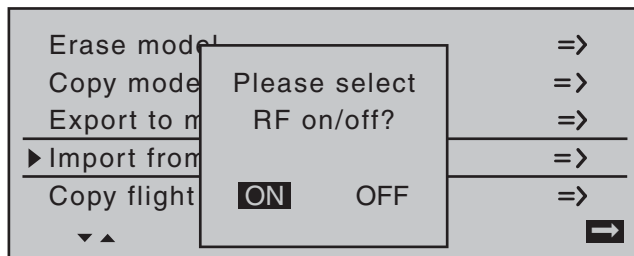 Erase model =>
Copy mode =>
Export to =>
Import from =>
Copy flight =>
Please select
RF on/off?
ON OFF